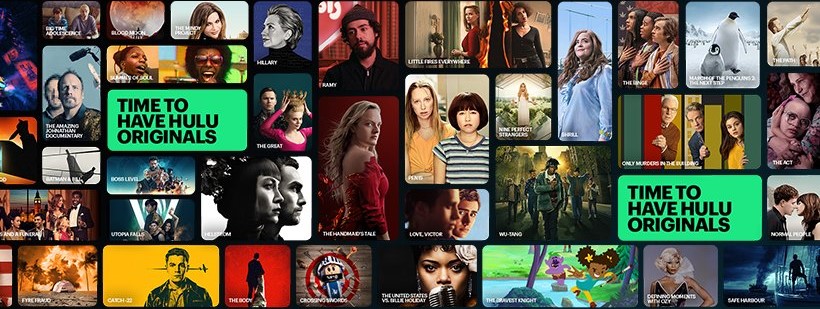 BIG TIME
ADOLESCENCE
BLOOD MOON
THE MINDY
PROJECT
HILLARY
RAMY
LITTLE FIRES EVERYWHERE
SHRILL
THE BINGE
MARCH OF THE PENGUINS 2:
THE NEXT STEP
THE PATH
SUMMER OF SOUL
THE AMAZING
JOHNATHAN
DOCUMENTARY
TIME TO
HAVE HULU
ORIGINALS
THE GREAT
PEN15
NINE PERFECT
STRANGERS
ONLY MURDERS IN THE BUILDING
THE ACT
BATMAN & BILL
BOSS LEVEL
UTOPIA FALLS
HELSTROM
THE HANDMAID'S TALE
LOVE, VICTOR
WU-TANG
TIME TO
HAVE HULU
ORIGINALS
NORMAL PEOPLE
S AND A FUNERAL
FYRE FRAUD
CATCH-22
THE BODY
CROSSING SWORDS
THE UNITED STATES
VS. BILLIE HOLIDAY
THE BRAVEST KNIGHT
DEFINING MOMENTS
WITH OZY
SAFE HARBOUR